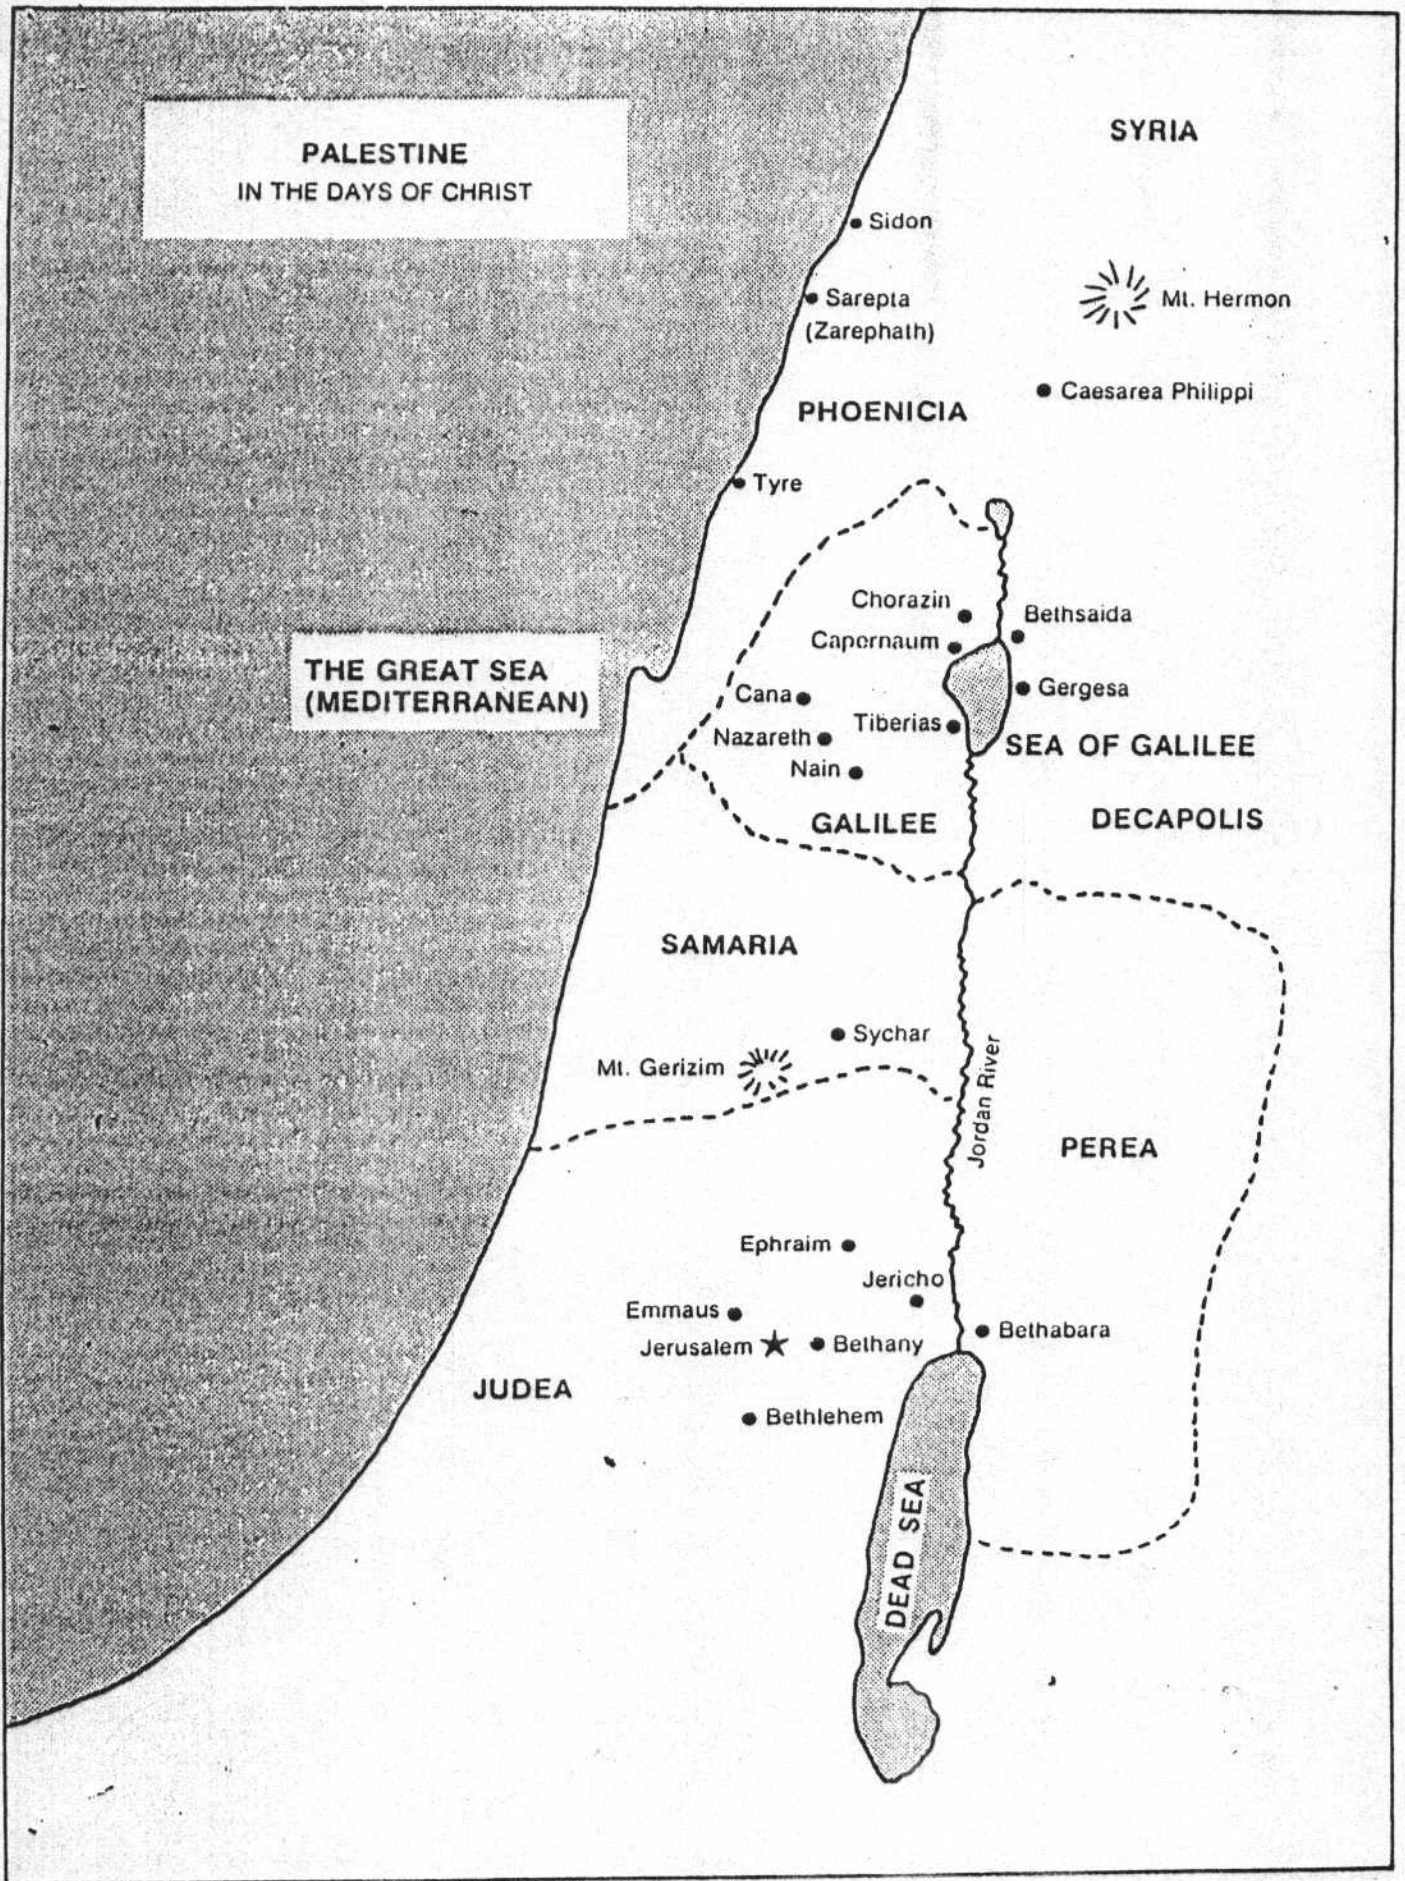 PALESTINE
IN THE DAYS OF CHRIST
SYRIA
Sidon
Sarepta
(Zarephath)
Mt. Hermon
Caesarea Philippi
PHOENICIA
Tyre
Chorazin
Bethsaida
Capernaum
THE GREAT SEA
(MEDITERRANEAN)
Cana
Gergesa
Nazareth
Tiberias
SEA OF GALILEE
Nain
GALILEE
DECAPOLIS
SAMARIA
Sychar
Mt. Gerizim
Jordan River
PEREA
Ephraim
Jericho
Emmaus
Jerusalem
Bethany
Bethabara
JUDEA
Bethlehem
DEAD SEA